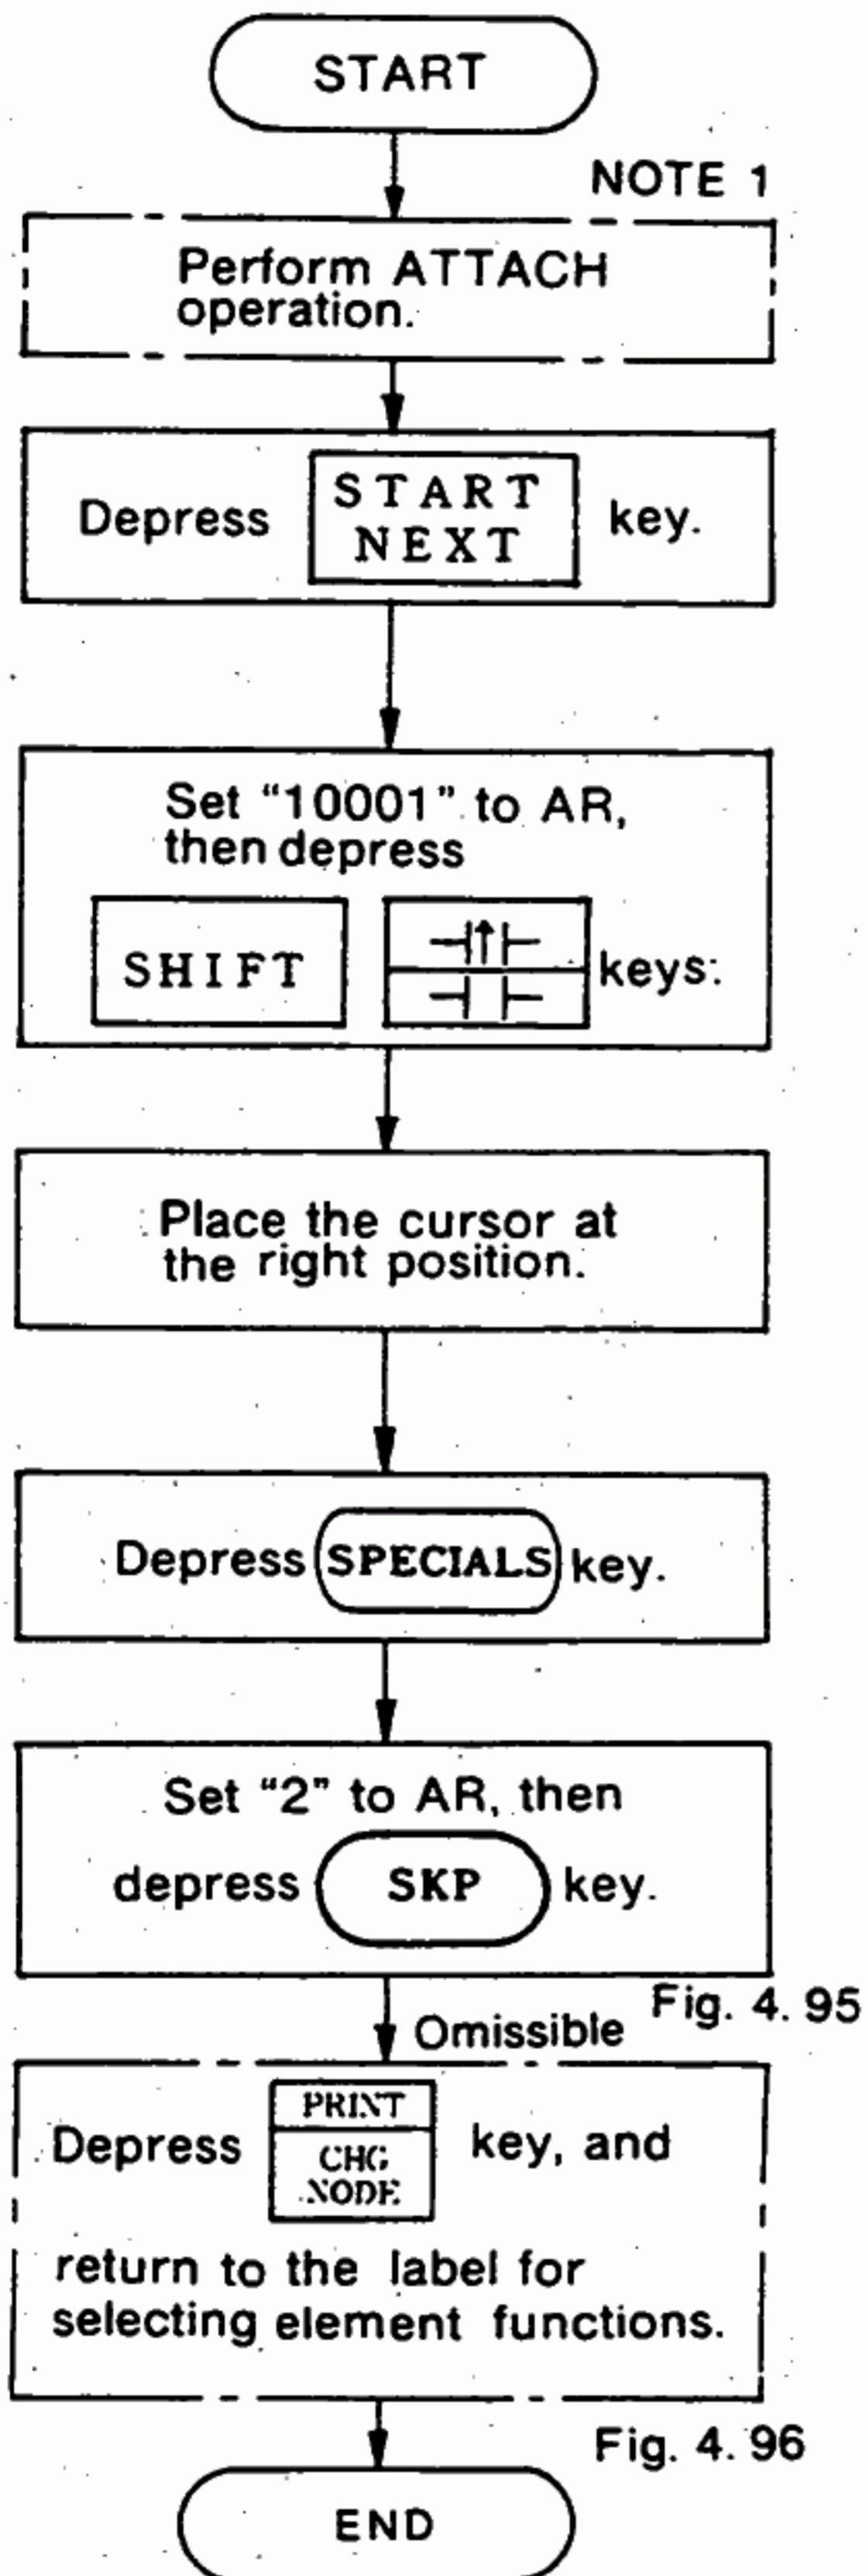 START
NOTE 1
Perform ATTACH
operation.
Depress START NEXT key.
Set “10001” to AR,
then depress
SHIFT keys.
Place the cursor at
the right position.
Depress SPECIALS key.
Set “2” to AR, then
depress SKP key.
Fig. 4. 95
Omissible
Depress PRINT CHG NODE key, and
return to the label for
selecting element functions.
Fig. 4. 96
END